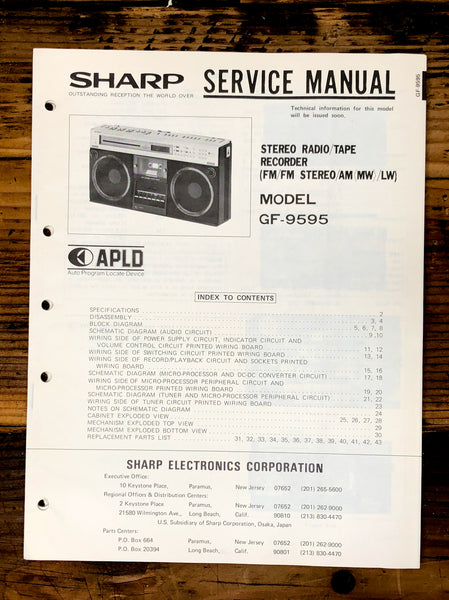 SHARP SERVICE MANUAL
OUTSTANDING RECEPTION THE WORLD OVER
GF-9595
Technical information for this model
will be issued soon.
STEREO RADIO/TAPE
RECORDER
(FM/FM STEREO/AM MW/LW)
MODEL
GF-9595
APLD
Auto Program Locate Device
INDEX TO CONTENTS
SPECIFICATIONS 2
DISASSEMBLY 3, 4
BLOCK DIAGRAM 5, 6, 7, 8
SCHEMATIC DIAGRAM (AUDIO CIRCUIT) 9, 10
WIRING SIDE OF POWER SUPPLY CIRCUIT, INDICATOR CIRCUIT AND
VOLUME CONTROL CIRCUIT PRINTED WIRING BOARD 11, 12
WIRING SIDE OF SWITCHING CIRCUIT PRINTED WIRING BOARD 13, 14
WIRING SIDE OF RECORD/PLAYBACK CIRCUIT AND SOCKETS PRINTED
WIRING BOARD 15, 16
SCHEMATIC DIAGRAM (MICRO-PROCESSOR AND DC-DC CONVERTER CIRCUIT) 17, 18
WIRING SIDE OF MICRO-PROCESSOR PERIPHERAL CIRCUIT AND
MICRO-PROCESSOR PRINTED WIRING BOARD 19, 20
SCHEMATIC DIAGRAM (TUNER AND MICRO-PROCESSOR PERIPHERAL CIRCUIT) 21, 22
WIRING SIDE OF TUNER CIRCUIT PRINTED WIRING BOARD 23
NOTES ON SCHEMATIC DIAGRAM 24
CABINET EXPLODED VIEW 25, 26, 27, 28
MECHANISM EXPLODED TOP VIEW 29
MECHANISM EXPLODED BOTTOM VIEW 30
REPLACEMENT PARTS LIST 31, 32, 33, 34, 35, 36, 37, 38, 39, 40, 41, 42, 43
SHARP ELECTRONICS CORPORATION
Executive Office:
10 Keystone Place, Paramus, New Jersey 07652 (201) 265-5600
Regional Offices & Distribution Centers:
2 Keystone Place Paramus, New Jersey 07652 (201) 262-9000
21580 Wilmington Ave., Long Beach, Calif. 90810 (213) 830-4470
U.S. Subsidiary of Sharp Corporation, Osaka, Japan
Parts Centers:
P.O. Box 664 Paramus, New Jersey 07652 (201) 262-9000
P.O. Box 20394 Long Beach, Calif. 90801 (213) 830-4470